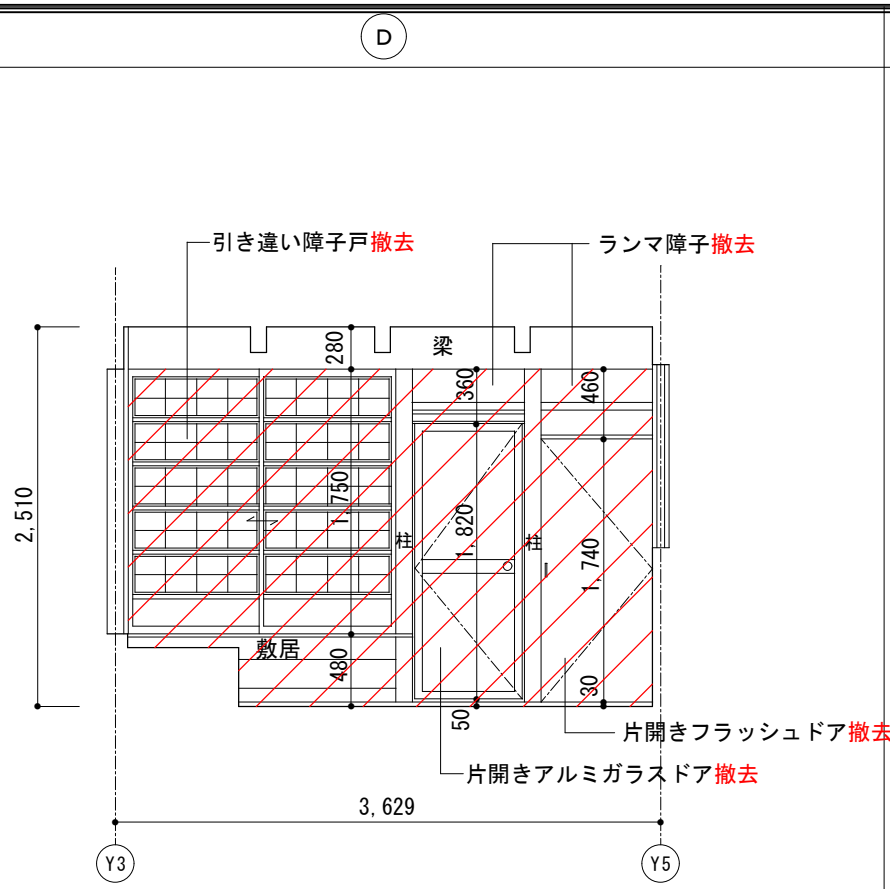 D
引き違い障子戸撤去
ランマ障子撤去
280
梁
360
460
2,510
1,750
1,820
柱
柱
1,740
敷居
480
30
50
片開きフラッシュドア撤去
片開きアルミガラスドア撤去
3,629
Y3
Y5